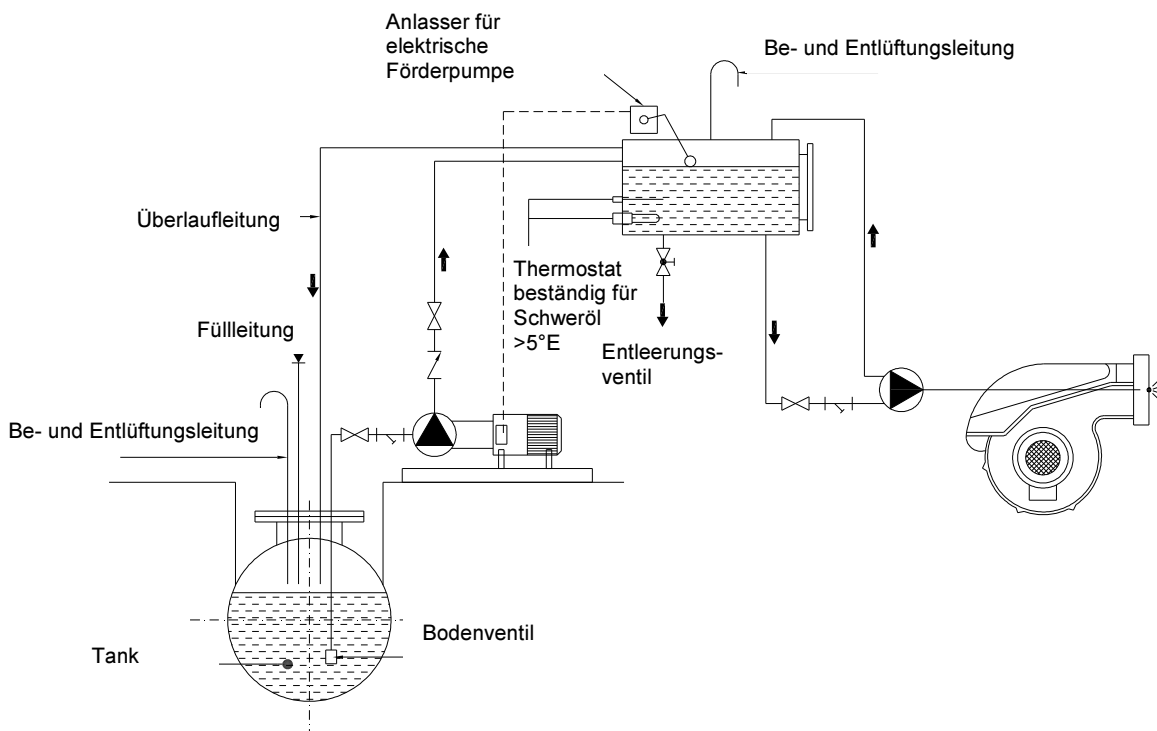 Anlasser für
elektrische
Förderpumpe
Be- und Entlüftungsleitung
Überlaufleitung
Thermostat
beständig für
Schweröl
>5°E
Füllleitung
Entleerungs-
ventil
Be- und Entlüftungsleitung
Bodenventil
Tank